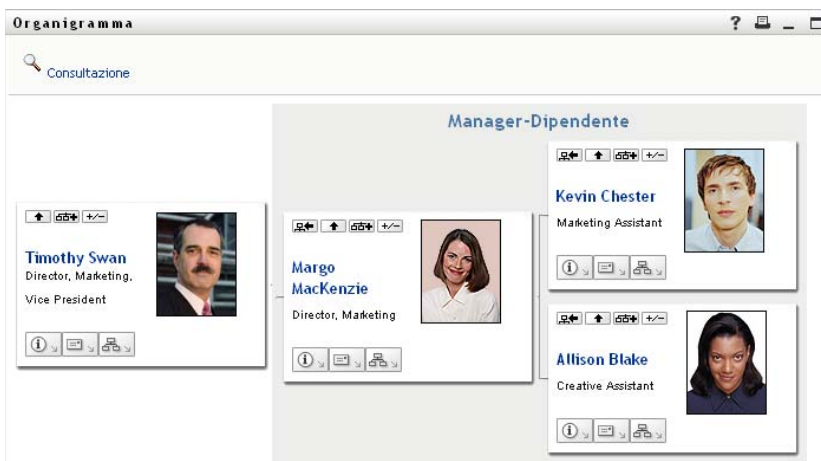 Organigramma
Consultazione
Manager-Dipendente
Timothy Swan
Director, Marketing,
Vice President
Margo
MacKenzie
Director, Marketing
Kevin Chester
Marketing Assistant
Allison Blake
Creative Assistant